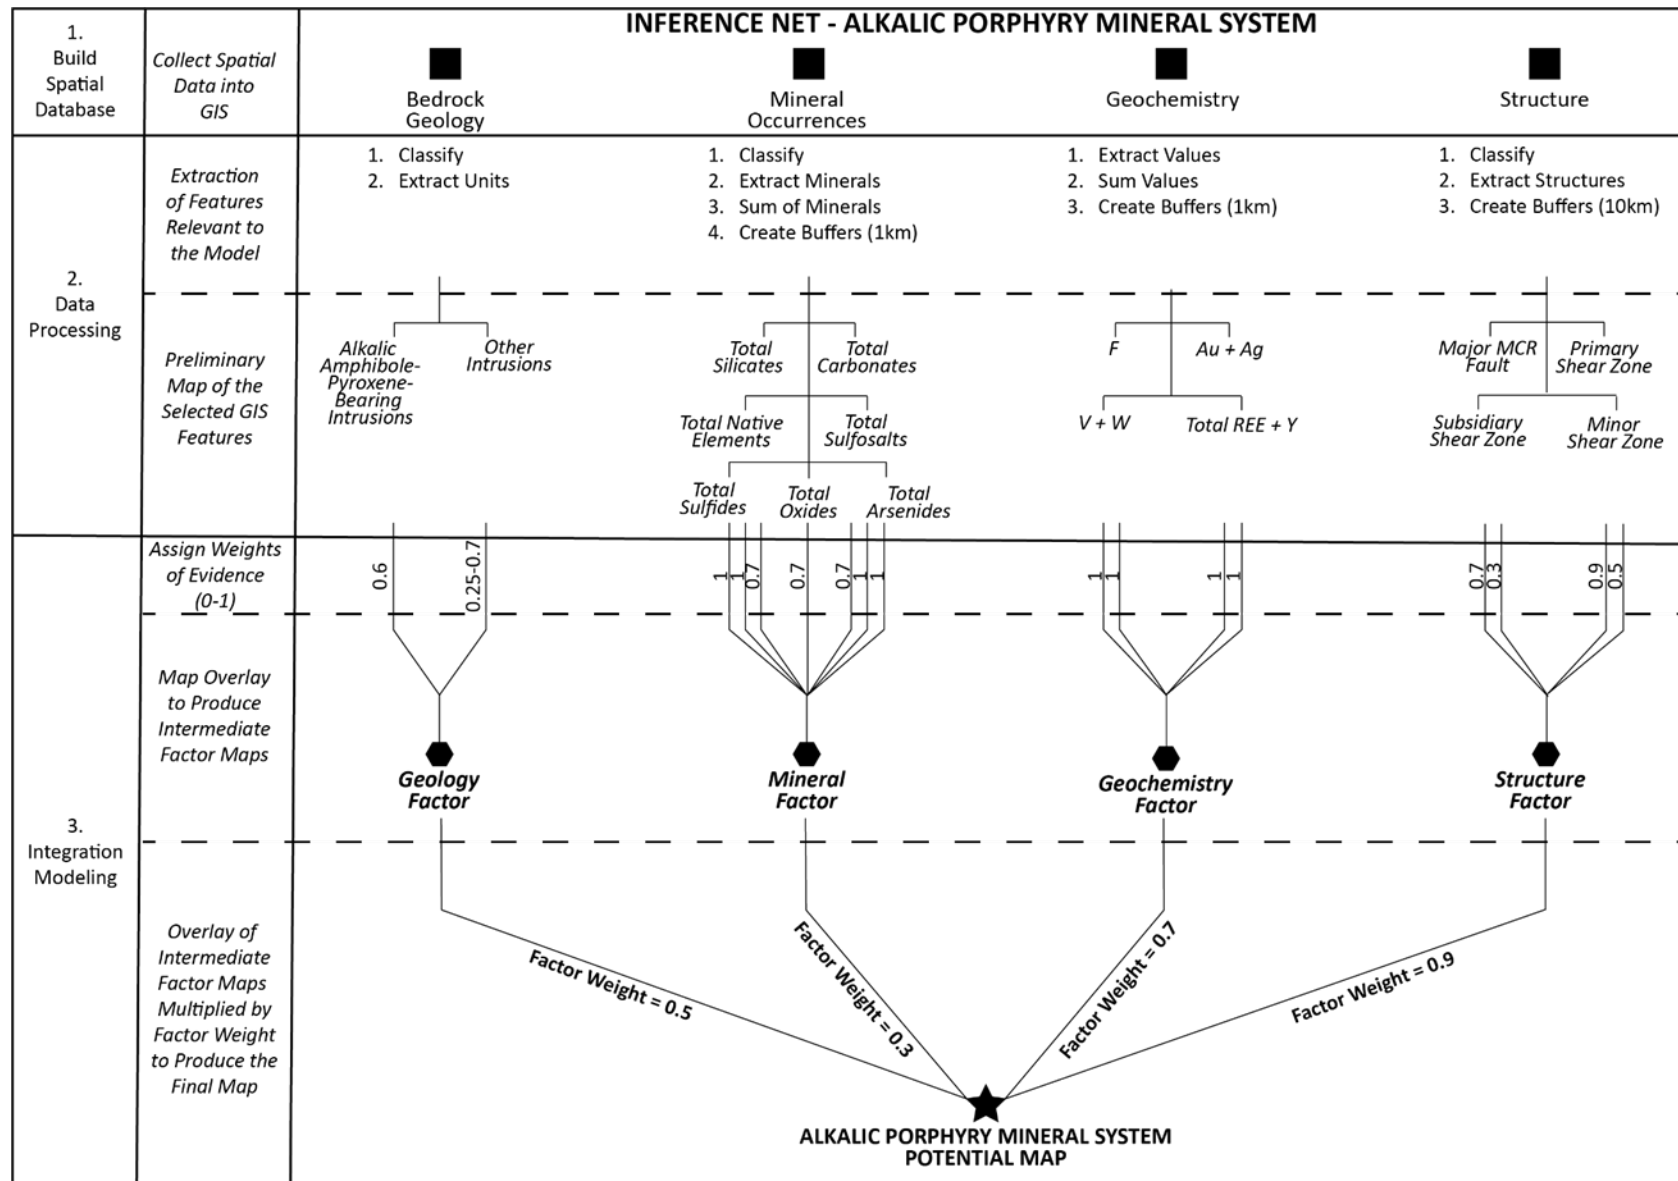 INFERENCE NET - ALKALIC PORPHYRY MINERAL SYSTEM
1.
Build
Spatial
Database
Collect Spatial
Data into
GIS
Bedrock
Geology
Mineral
Occurrences
Geochemistry
Structure
2.
Data
Processing
Extraction
of Features
Relevant to
the Model
1. Classify
2. Extract Units
1. Classify
2. Extract Minerals
3. Sum of Minerals
4. Create Buffers (1km)
1. Extract Values
2. Sum Values
3. Create Buffers (1km)
1. Classify
2. Extract Structures
3. Create Buffers (10km)
Preliminary
Map of the
Selected GIS
Features
Alkalic
Amphibole-
Pyroxene-
Bearing
Intrusions
Other
Intrusions
Total
Silicates
Total
Carbonates
Total Native
Elements
Total
Sulfosalts
Total
Sulfides
Total
Oxides
Total
Arsenides
F
Au + Ag
V + W
Total REE + Y
Major MCR
Fault
Primary
Shear Zone
Subsidiary
Shear Zone
Minor
Shear Zone
3.
Integration
Modeling
Assign Weights
of Evidence
(0-1)
0.6
0.25-0.7
1
1
0.7
0.7
0.7
1
1
1
1
1
1
0.7
0.3
0.9
0.5
Map Overlay
to Produce
Intermediate
Factor Maps
Geology
Factor
Mineral
Factor
Geochemistry
Factor
Structure
Factor
Overlay of
Intermediate
Factor Maps
Multiplied by
Factor Weight
to Produce the
Final Map
Factor Weight = 0.5
Factor Weight = 0.3
Factor Weight = 0.7
Factor Weight = 0.9
ALKALIC PORPHYRY MINERAL SYSTEM
POTENTIAL MAP